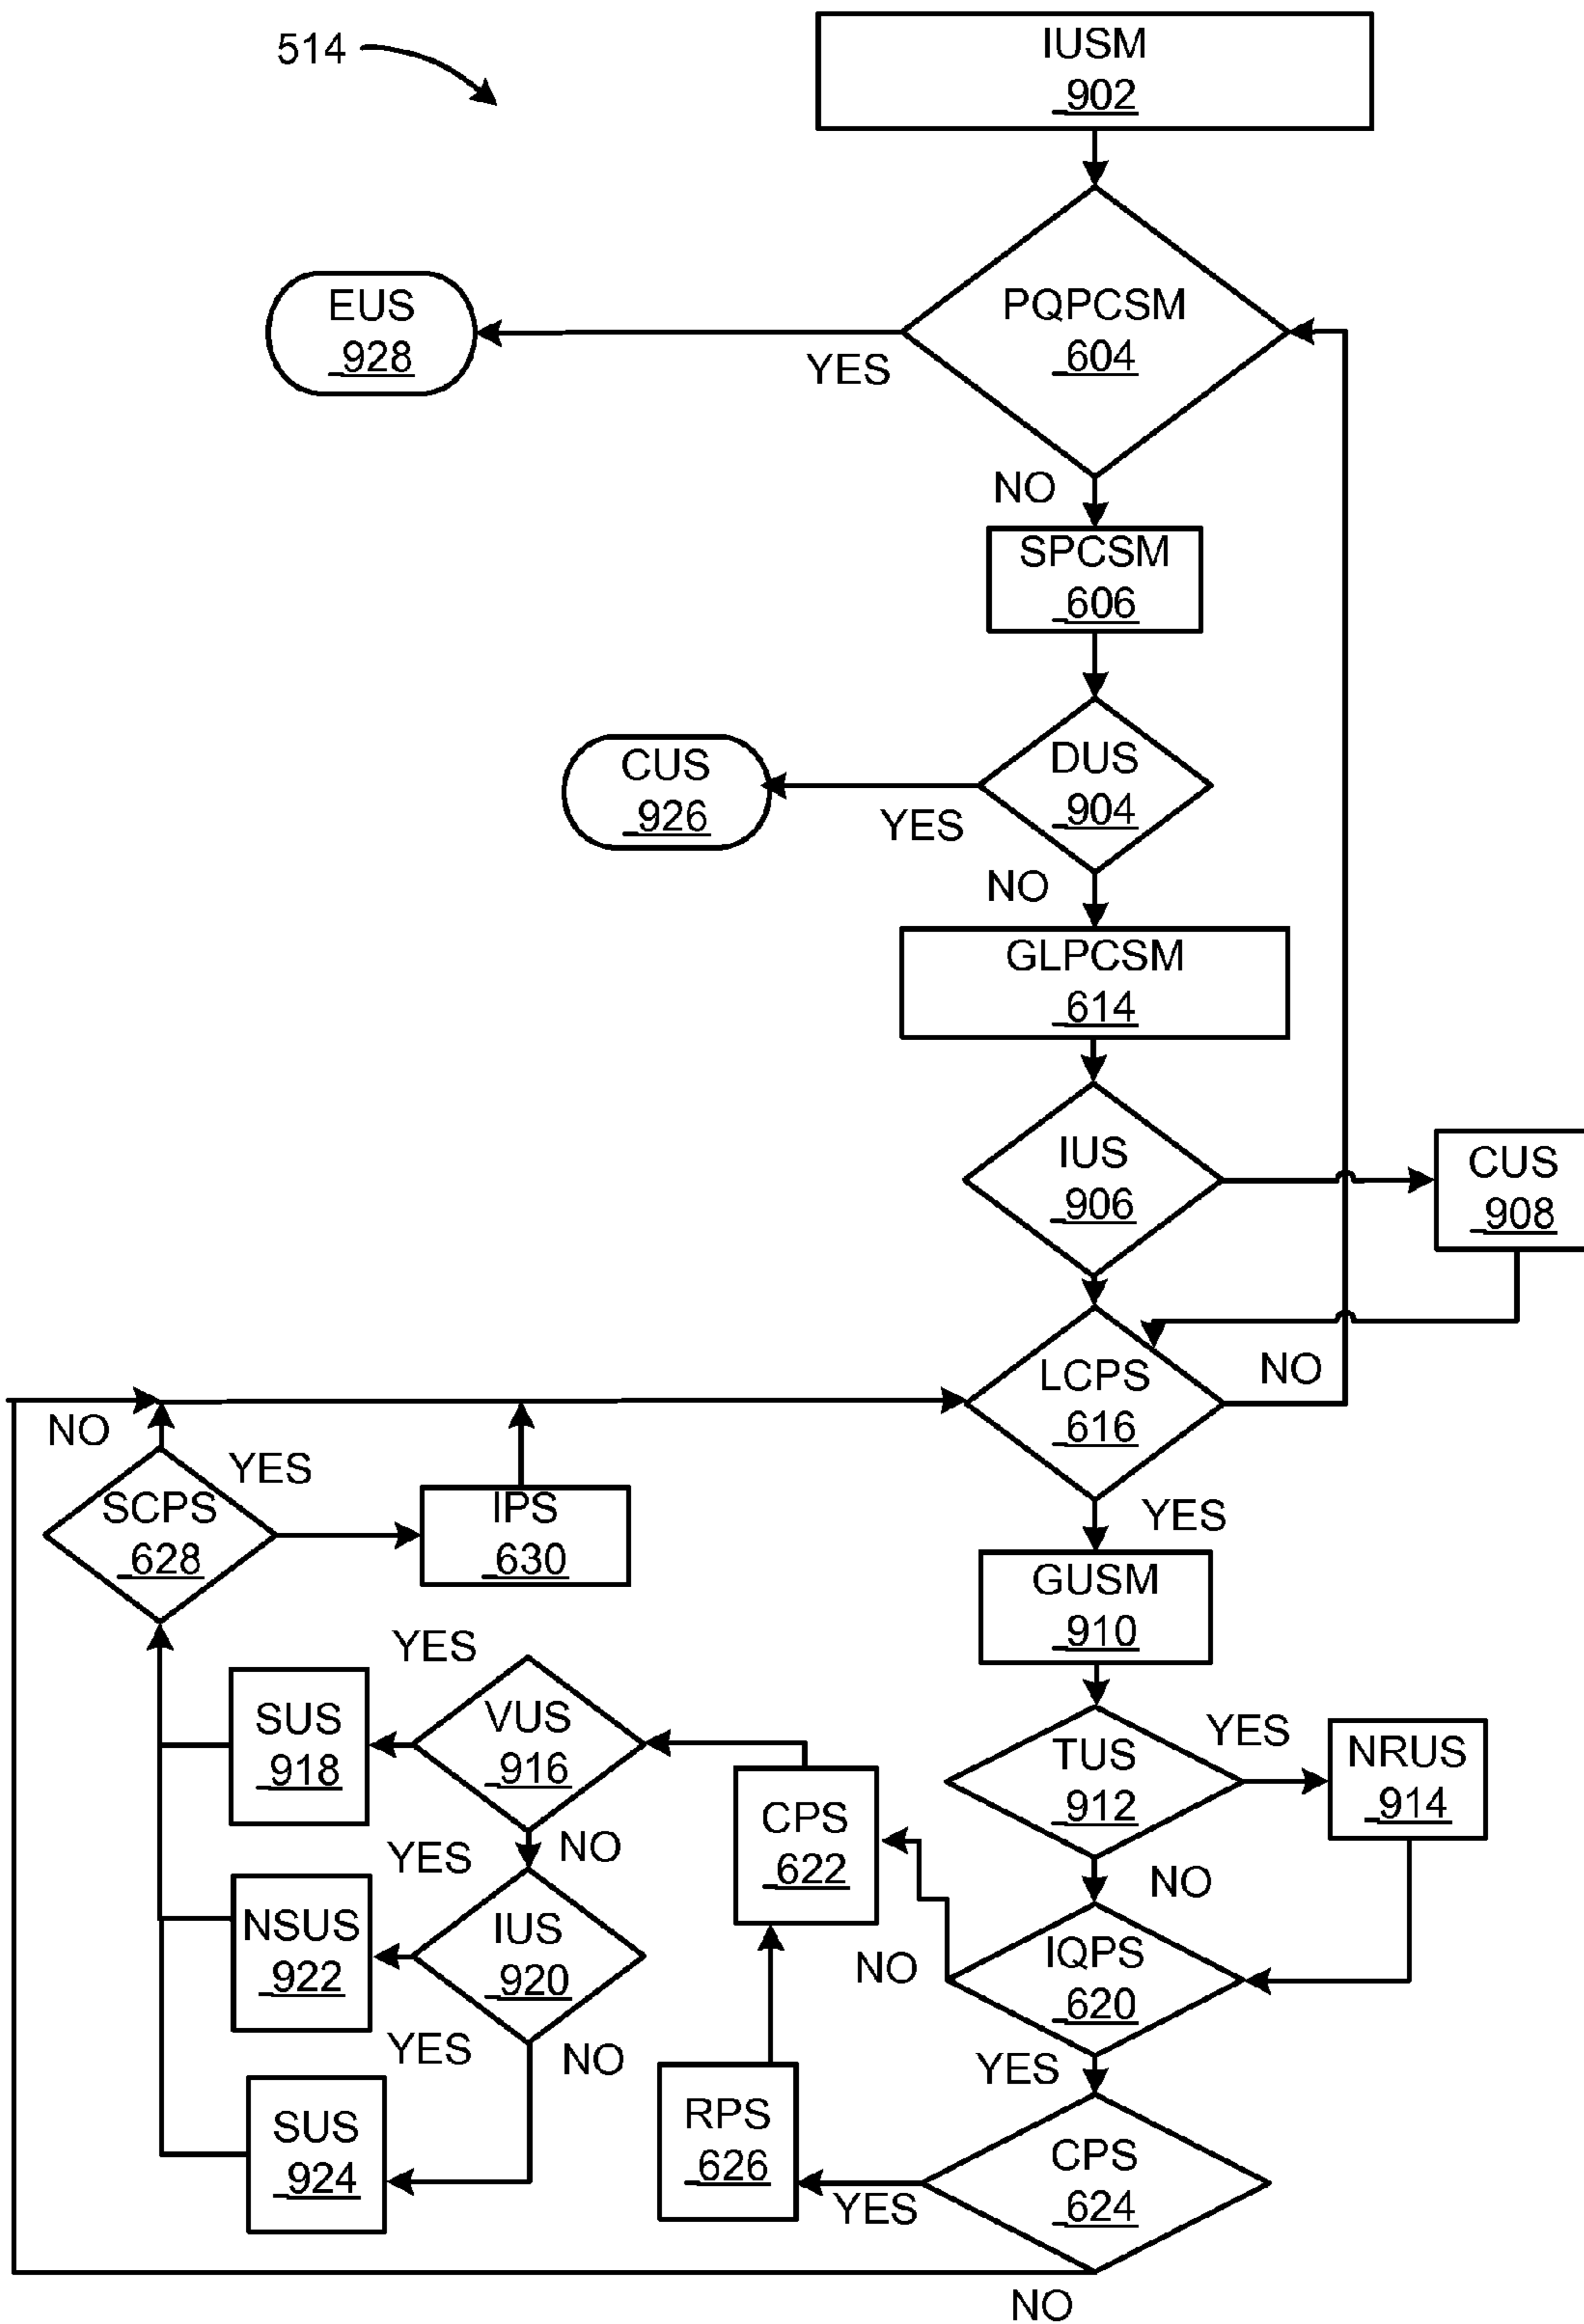 514
IUSM
902
PQPCSM
604
EUS
928
YES
NO
SPCSM
606
DUS
904
CUS
926
YES
NO
GLPCSM
614
IUS
906
CUS
908
LCPS
616
NO
YES
NO
YES
SCPS
628
IPS
630
GUSM
910
YES
VUS
916
SUS
918
TUS
912
YES
NRUS
914
CPS
622
NO
YES
NO
IUS
920
NSUS
922
IQPS
620
NO
YES
NO
YES
SUS
924
RPS
626
CPS
624
YES
NO